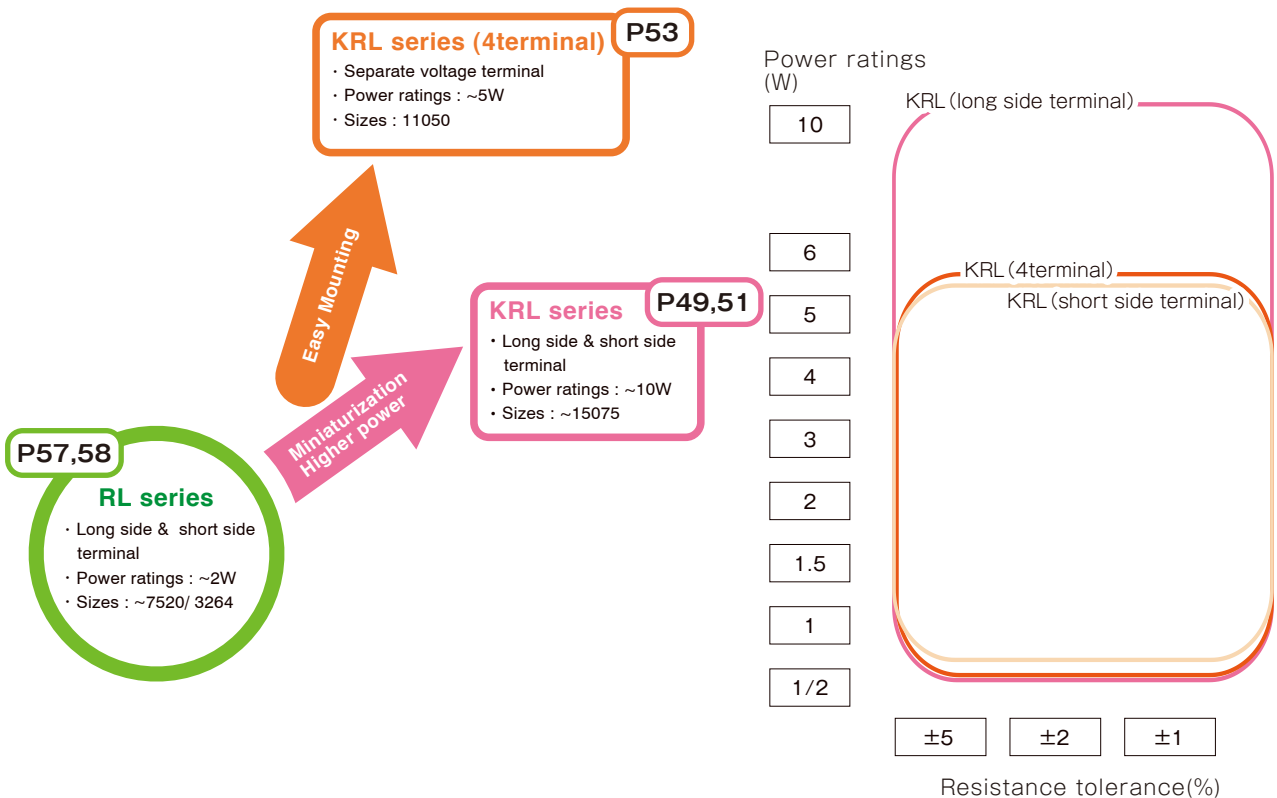 KRL series (4terminal)
P53
· Separate voltage terminal
· Power ratings : ~5W
· Sizes : 11050
Easy Mounting
KRL series
P49,51
· Long side & short side
terminal
· Power ratings : ~10W
· Sizes : ~15075
Miniaturization
Higher power
P57,58
RL series
· Long side & short side
terminal
· Power ratings : ~2W
· Sizes : ~7520/ 3264
Power ratings
(W)
10
6
5
4
3
2
1.5
1
1/2
KRL(long side terminal)
KRL(4terminal)
KRL(short side terminal)
±5 ±2 ±1
Resistance tolerance(%)